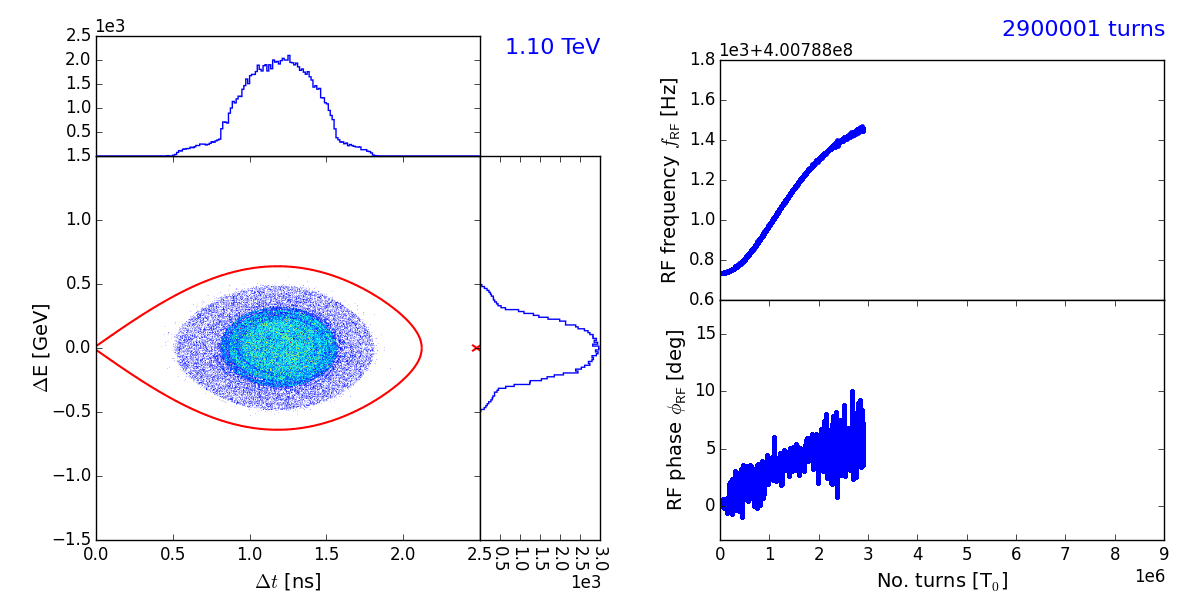 1e3
2.5
2.0
1.5
1.0
0.5
1.10 TeV
1.5
1.0
0.5
0.0
−0.5
−1.0
−1.5
ΔE [GeV]
0.0 0.5 1.0 1.5 2.0 2.5
Δt [ns]
0.5 1.0 1.5 2.0 2.5 3.0
1e3
2900001 turns
1e3+4.00788e8
1.8
1.6
1.4
1.2
1.0
0.8
0.6
RF frequency f_RF [Hz]
15
10
5
0
RF phase ϕ_RF [deg]
0 1 2 3 4 5 6 7 8 9
1e6
No. turns [T₀]